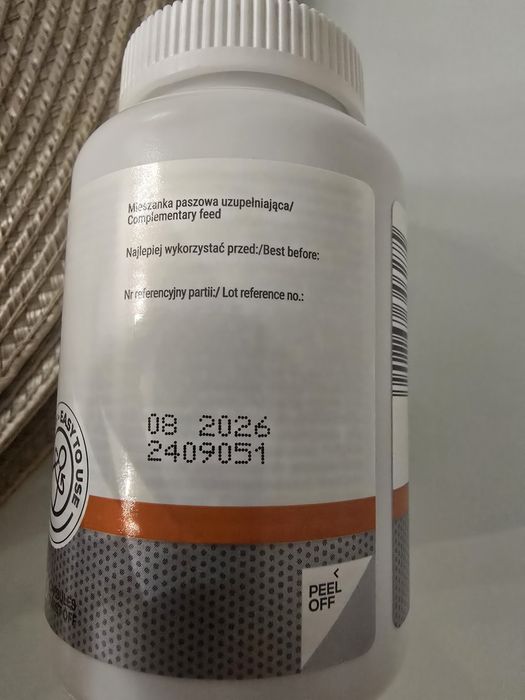 Mieszanka paszowa uzupełniająca/
Complementary feed
Najlepiej wykorzystać przed:/Best before:
Nr referencyjny partii:/ Lot reference no.:
08 2026
2409051
EASY TO USE
PEEL
OFF